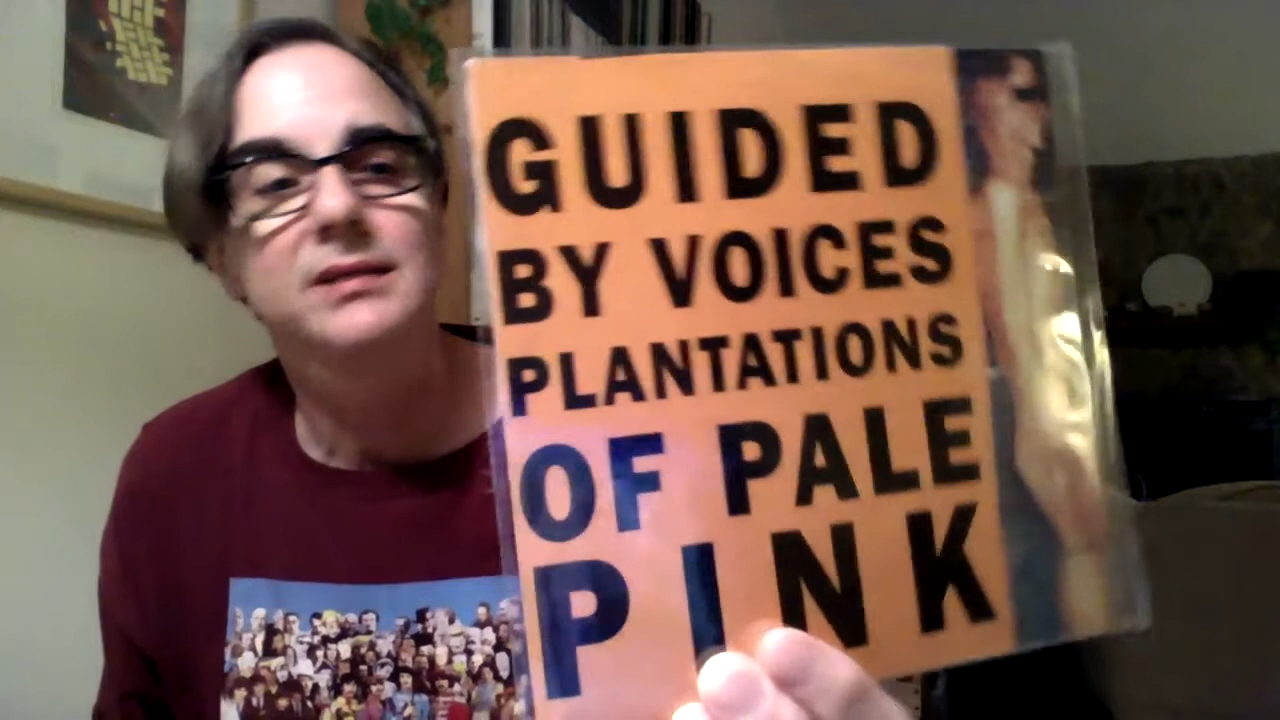 GUIDED
BY VOICES
PLANTATIONS
OF PALE
PINK